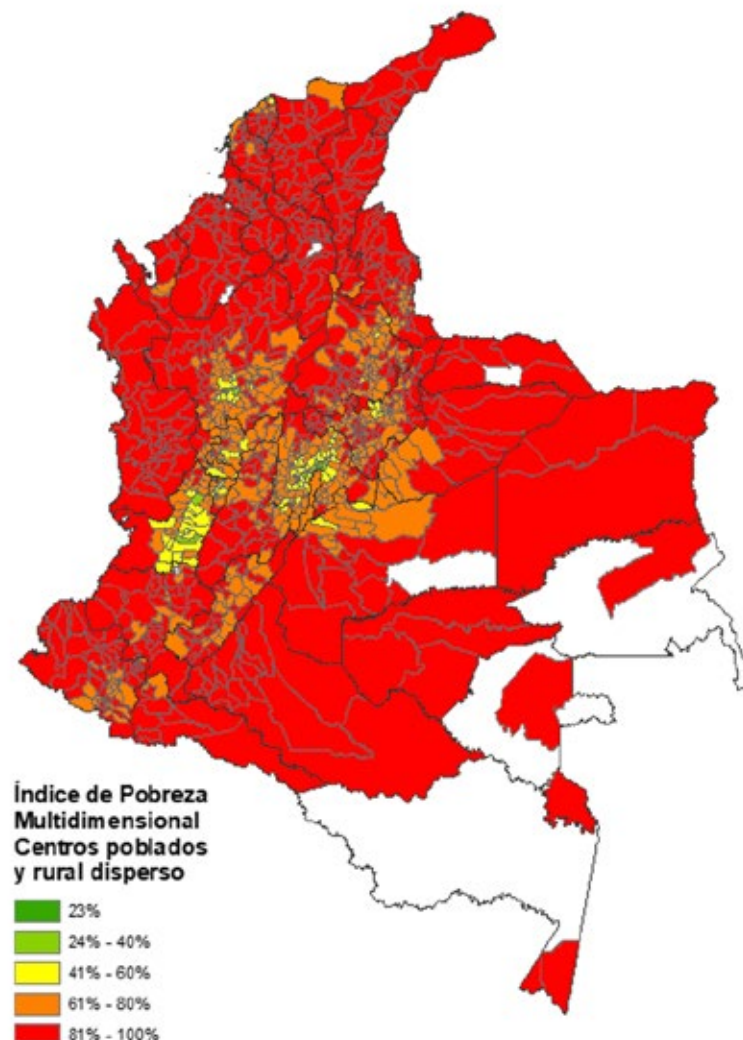 Índice de Pobreza
Multidimensional
Centros poblados
y rural disperso
23%
24% - 40%
41% - 60%
61% - 80%
81% - 100%